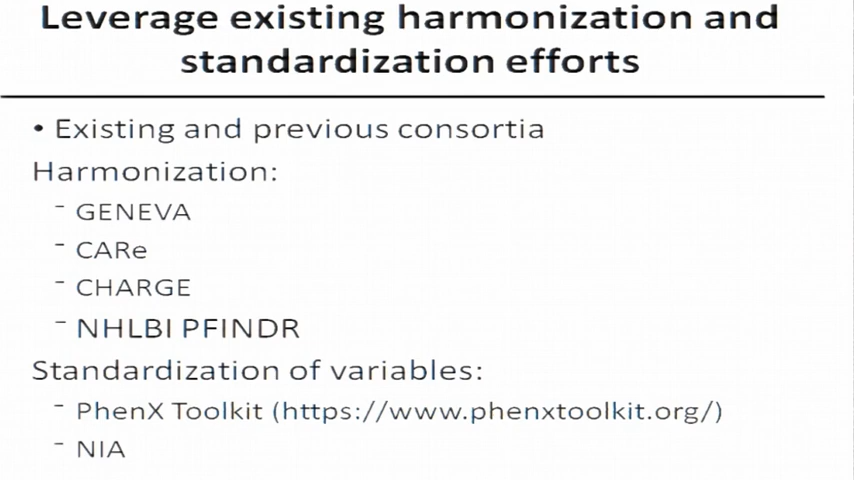 Leverage existing harmonization and
standardization efforts
• Existing and previous consortia
Harmonization:
- GENEVA
- CARe
- CHARGE
- NHLBI PFINDR
Standardization of variables:
- PhenX Toolkit (https://www.phenxtoolkit.org/)
- NIA